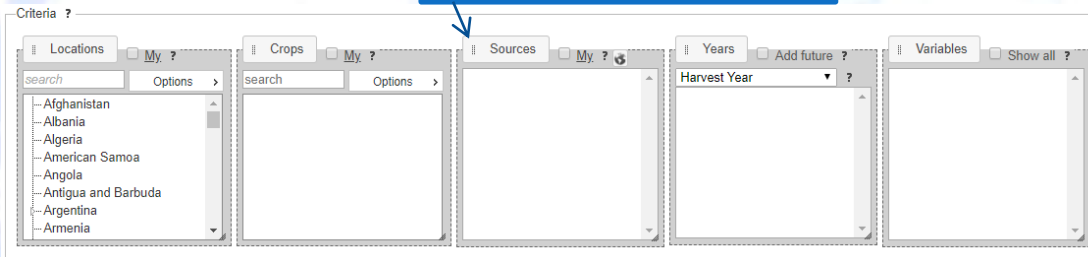 Criteria ?
Locations My ?
search Options >
Afghanistan
Albania
Algeria
American Samoa
Angola
Antigua and Barbuda
Argentina
Armenia
Crops My ?
search Options >
Sources My ?
Years Add future ?
Harvest Year ?
Variables Show all ?